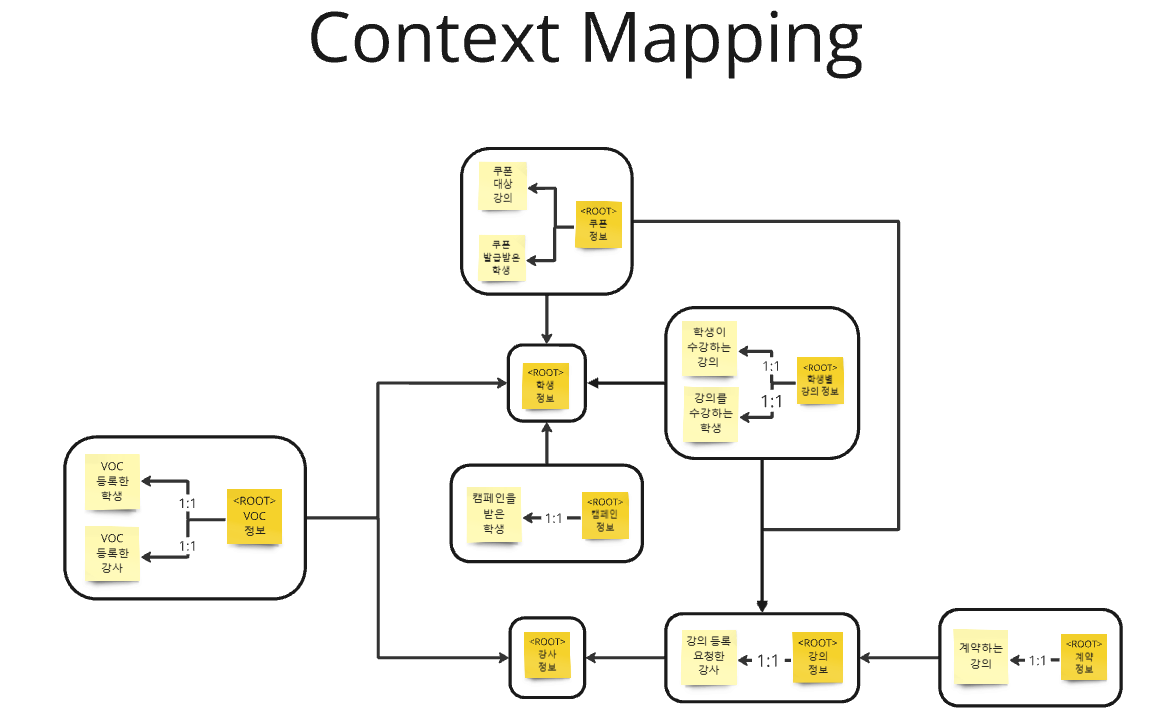 Context Mapping
쿠폰
대상
강의
<ROOT>
쿠폰
정보
쿠폰
발급받은
학생
<ROOT>
학생
정보
학생이
수강하는
강의
1:1
<ROOT>
학생별
강의 정보
1:1
강의를
수강하는
학생
VOC
등록한
학생
1:1
<ROOT>
VOC
정보
1:1
VOC
등록한
강사
캠페인을
받은
학생
1:1
<ROOT>
캠페인
정보
<ROOT>
강사
정보
강의 등록
요청한
강사
1:1
<ROOT>
강의
정보
계약하는
강의
1:1
<ROOT>
계약
정보